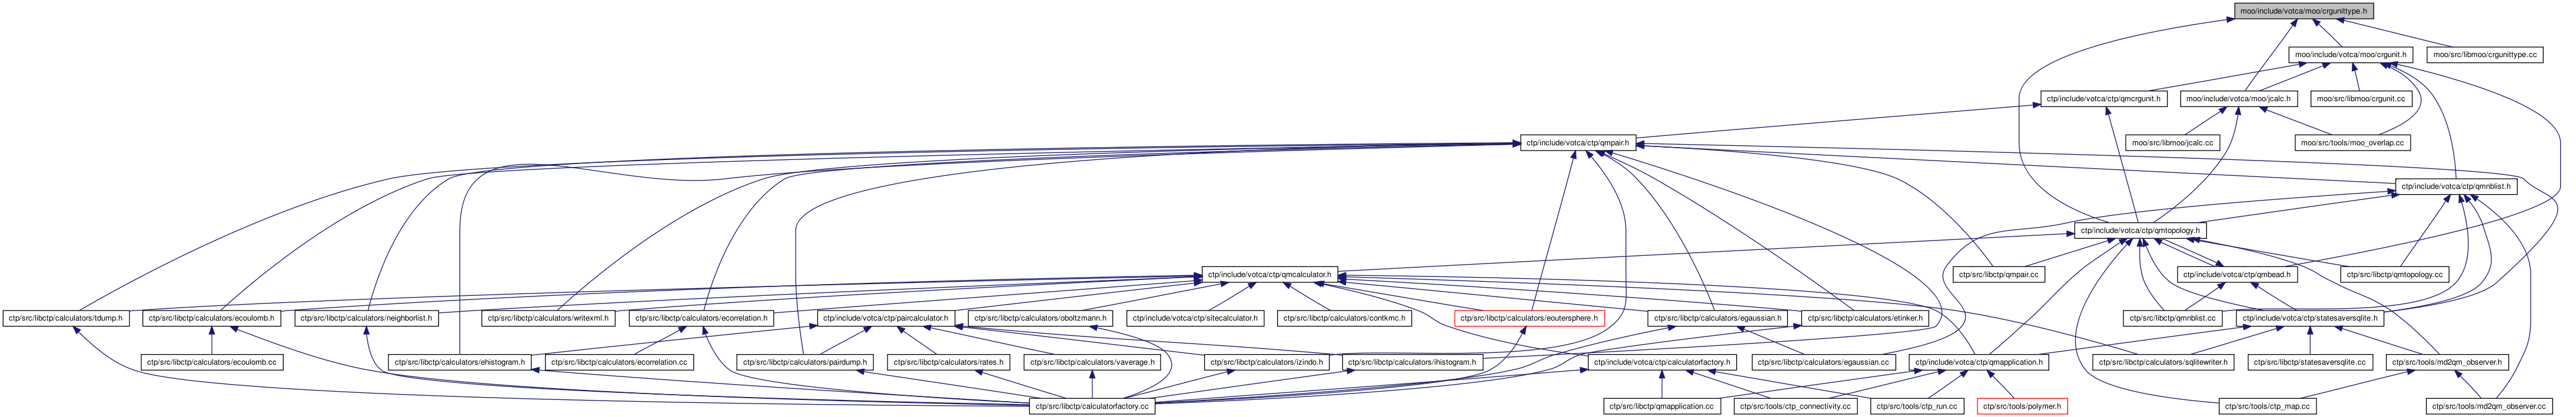 moo/include/votca/moo/crgunittype.h
moo/include/votca/moo/crgunit.h
moo/src/libmoo/crgunittype.cc
ctp/include/votca/ctp/qmcrgunit.h
moo/include/votca/moo/jcalc.h
moo/src/libmoo/crgunit.cc
ctp/include/votca/ctp/qmpair.h
moo/src/libmoo/jcalc.cc
moo/src/tools/moo_overlap.cc
ctp/include/votca/ctp/qmnblist.h
ctp/include/votca/ctp/qmtopology.h
ctp/include/votca/ctp/qmcalculator.h
ctp/src/libctp/qmpair.cc
ctp/include/votca/ctp/qmbead.h
ctp/src/libctp/qmtopology.cc
ctp/src/libctp/calculators/tdump.h
ctp/src/libctp/calculators/ecoulomb.h
ctp/src/libctp/calculators/neighborlist.h
ctp/src/libctp/calculators/writexml.h
ctp/src/libctp/calculators/ecorrelation.h
ctp/include/votca/ctp/paircalculator.h
ctp/src/libctp/calculators/oboltzmann.h
ctp/include/votca/ctp/sitecalculator.h
ctp/src/libctp/calculators/contkmc.h
ctp/src/libctp/calculators/eoutersphere.h
ctp/src/libctp/calculators/egaussian.h
ctp/src/libctp/calculators/etinker.h
ctp/src/libctp/qmnblist.cc
ctp/include/votca/ctp/statesaversqlite.h
ctp/src/libctp/calculators/ecoulomb.cc
ctp/src/libctp/calculators/ehistogram.h
ctp/src/libctp/calculators/ecorrelation.cc
ctp/src/libctp/calculators/pairdump.h
ctp/src/libctp/calculators/rates.h
ctp/src/libctp/calculators/vaverage.h
ctp/src/libctp/calculators/izindo.h
ctp/src/libctp/calculators/ihistogram.h
ctp/include/votca/ctp/calculatorfactory.h
ctp/src/libctp/calculators/egaussian.cc
ctp/include/votca/ctp/qmapplication.h
ctp/src/libctp/calculators/sqlitewriter.h
ctp/src/libctp/statesaversqlite.cc
ctp/src/tools/md2qm_observer.h
ctp/src/libctp/calculatorfactory.cc
ctp/src/libctp/qmapplication.cc
ctp/src/tools/ctp_connectivity.cc
ctp/src/tools/ctp_run.cc
ctp/src/tools/polymer.h
ctp/src/tools/ctp_map.cc
ctp/src/tools/md2qm_observer.cc